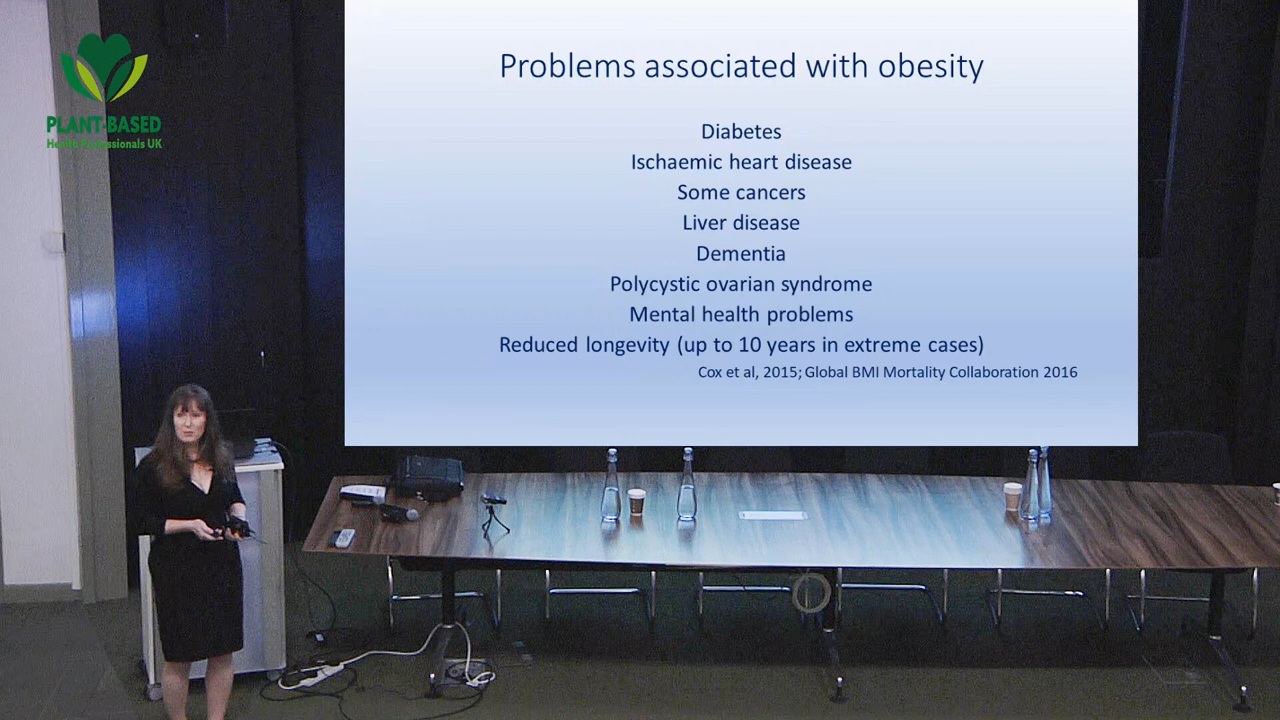 PLANT-BASED
Health Professionals UK
Problems associated with obesity
Diabetes
Ischaemic heart disease
Some cancers
Liver disease
Dementia
Polycystic ovarian syndrome
Mental health problems
Reduced longevity (up to 10 years in extreme cases)
Cox et al, 2015; Global BMI Mortality Collaboration 2016